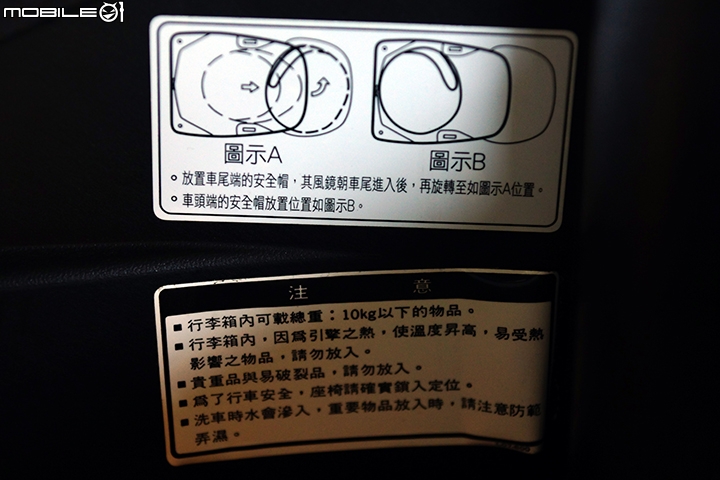 MOBILE01
圖示A 圖示B
。放置車尾端的安全帽，其風鏡朝車尾進入後，再旋轉至如圖示A位置。
。車頭端的安全帽放置位置如圖示B。
注 意
■ 行李箱內可載總重：10kg以下的物品。
■ 行李箱內，因為引擎之熱，使溫度昇高，易受熱
影響之物品，請勿放入。
■ 貴重品與易破裂品，請勿放入。
■ 為了行車安全，座椅請確實鎖入定位。
■ 洗車時水會滲入，重要物品放入時，請注意防範
弄濕。